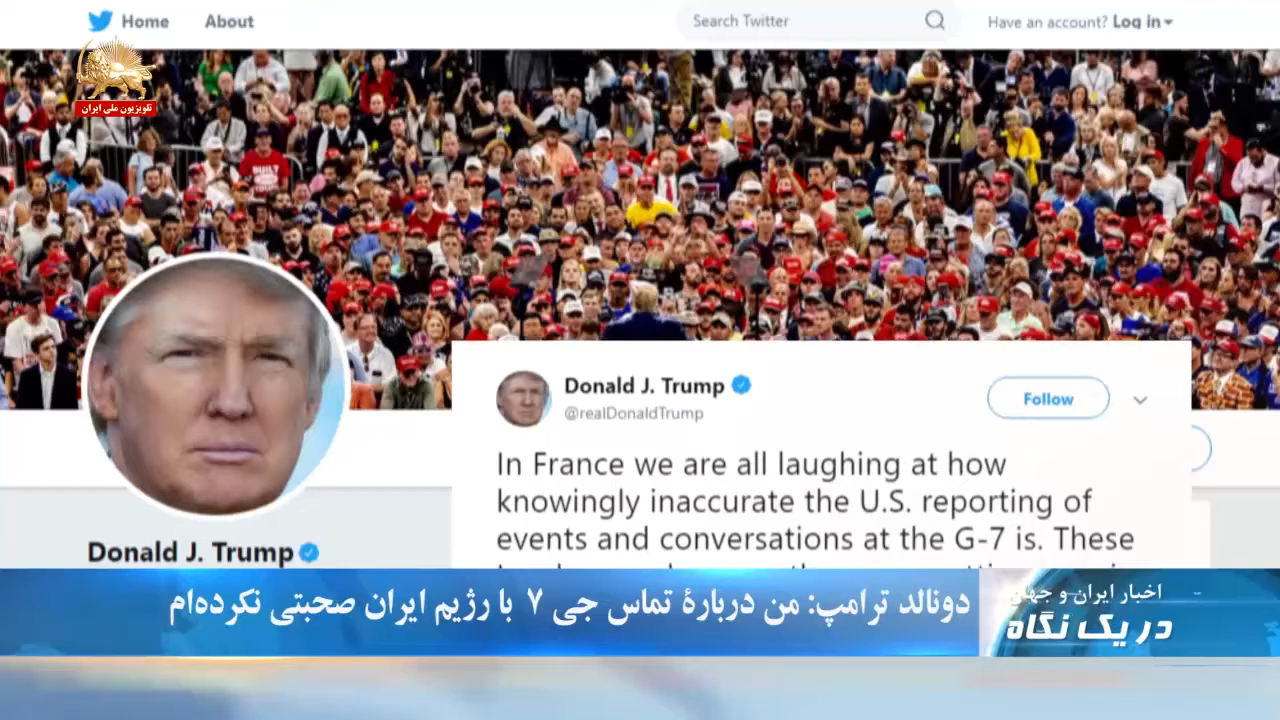 Home
About
Search Twitter
Have an account? Log in
تلویزیون ملی ایران
BUILT
Donald J. Trump
@realDonaldTrump
Follow
In France we are all laughing at how
knowingly inaccurate the U.S. reporting of
events and conversations at the G-7 is. These
Donald J. Trump
دونالد ترامپ: من دربارهٔ تماس جی ۷ با رژیم ایران صحبتی نکرده‌ام
اخبار ایران و جهان
در یک نگاه